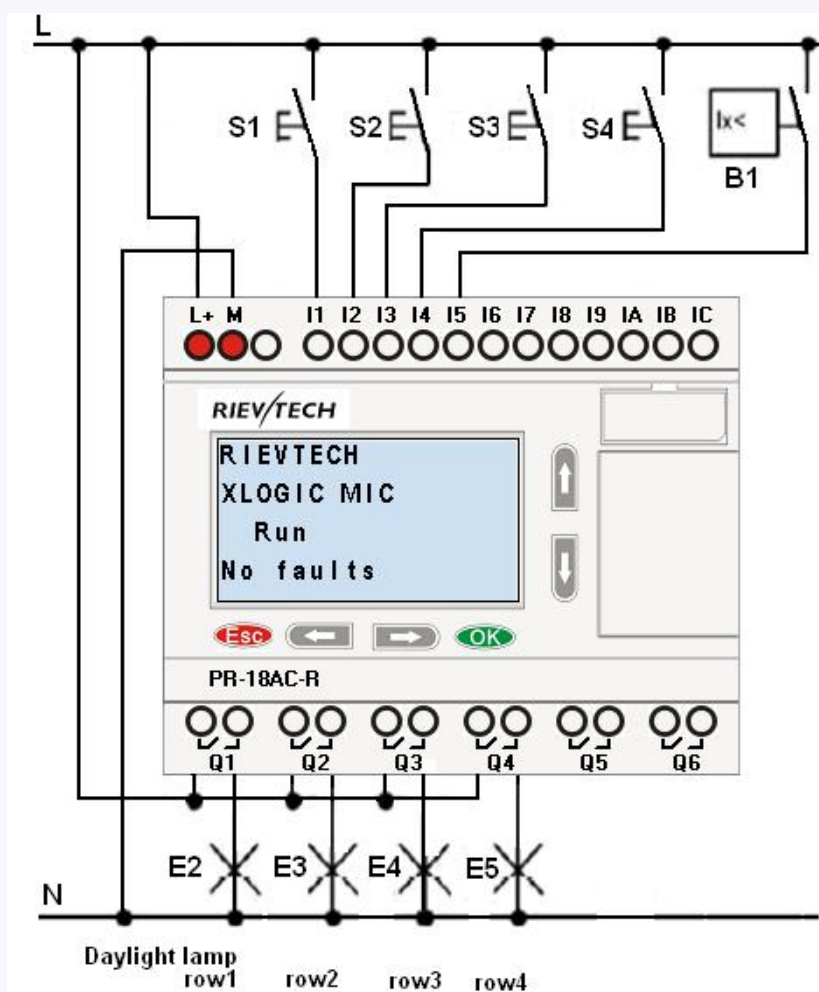 L
S1 S2 S3 S4 Ix<
B1
L+ M I1 I2 I3 I4 I5 I6 I7 I8 I9 IA IB IC
RIEV/TECH
RIEVTECH
XLOGIC MIC
Run
No faults
Esc OK
PR-18AC-R
Q1 Q2 Q3 Q4 Q5 Q6
E2 E3 E4 E5
N
Daylight lamp
row1 row2 row3 row4